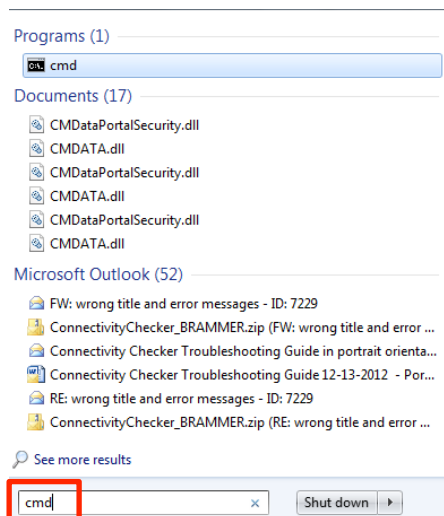 Programs (1)
cmd
Documents (17)
CMDataPortalSecurity.dll
CMDATA.dll
CMDataPortalSecurity.dll
CMDATA.dll
CMDataPortalSecurity.dll
CMDATA.dll
Microsoft Outlook (52)
FW: wrong title and error messages - ID: 7229
ConnectivityChecker_BRAMMER.zip (FW: wrong title and error ...
Connectivity Checker Troubleshooting Guide in portrait orienta...
Connectivity Checker Troubleshooting Guide 12-13-2012 - Por...
RE: wrong title and error messages - ID: 7229
ConnectivityChecker_BRAMMER.zip (RE: wrong title and error ...
See more results
cmd Shut down